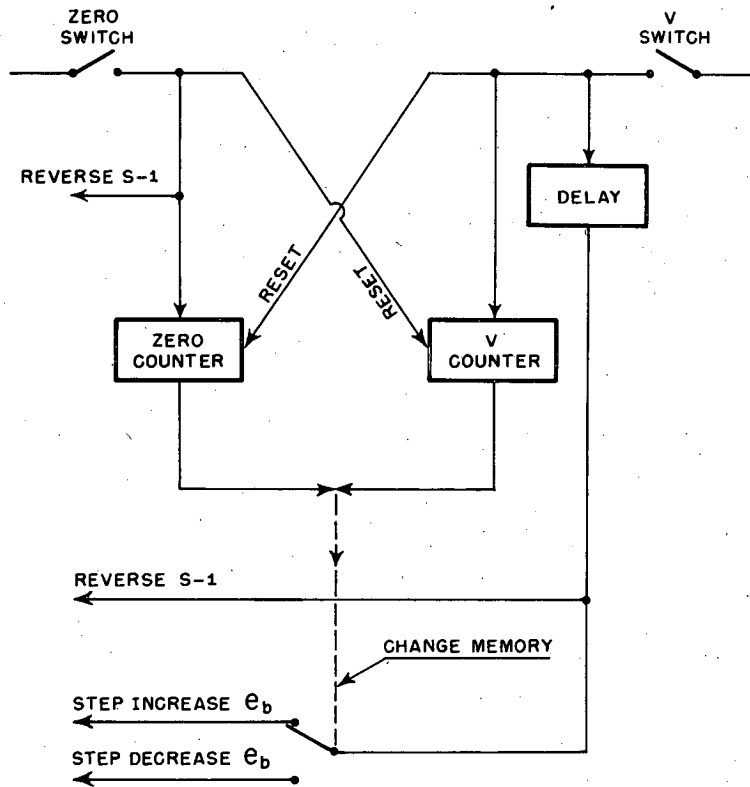 ZERO
SWITCH
V
SWITCH
REVERSE S-1
DELAY
RESET
RESET
ZERO
COUNTER
V
COUNTER
REVERSE S-1
CHANGE MEMORY
STEP INCREASE eb
STEP DECREASE eb